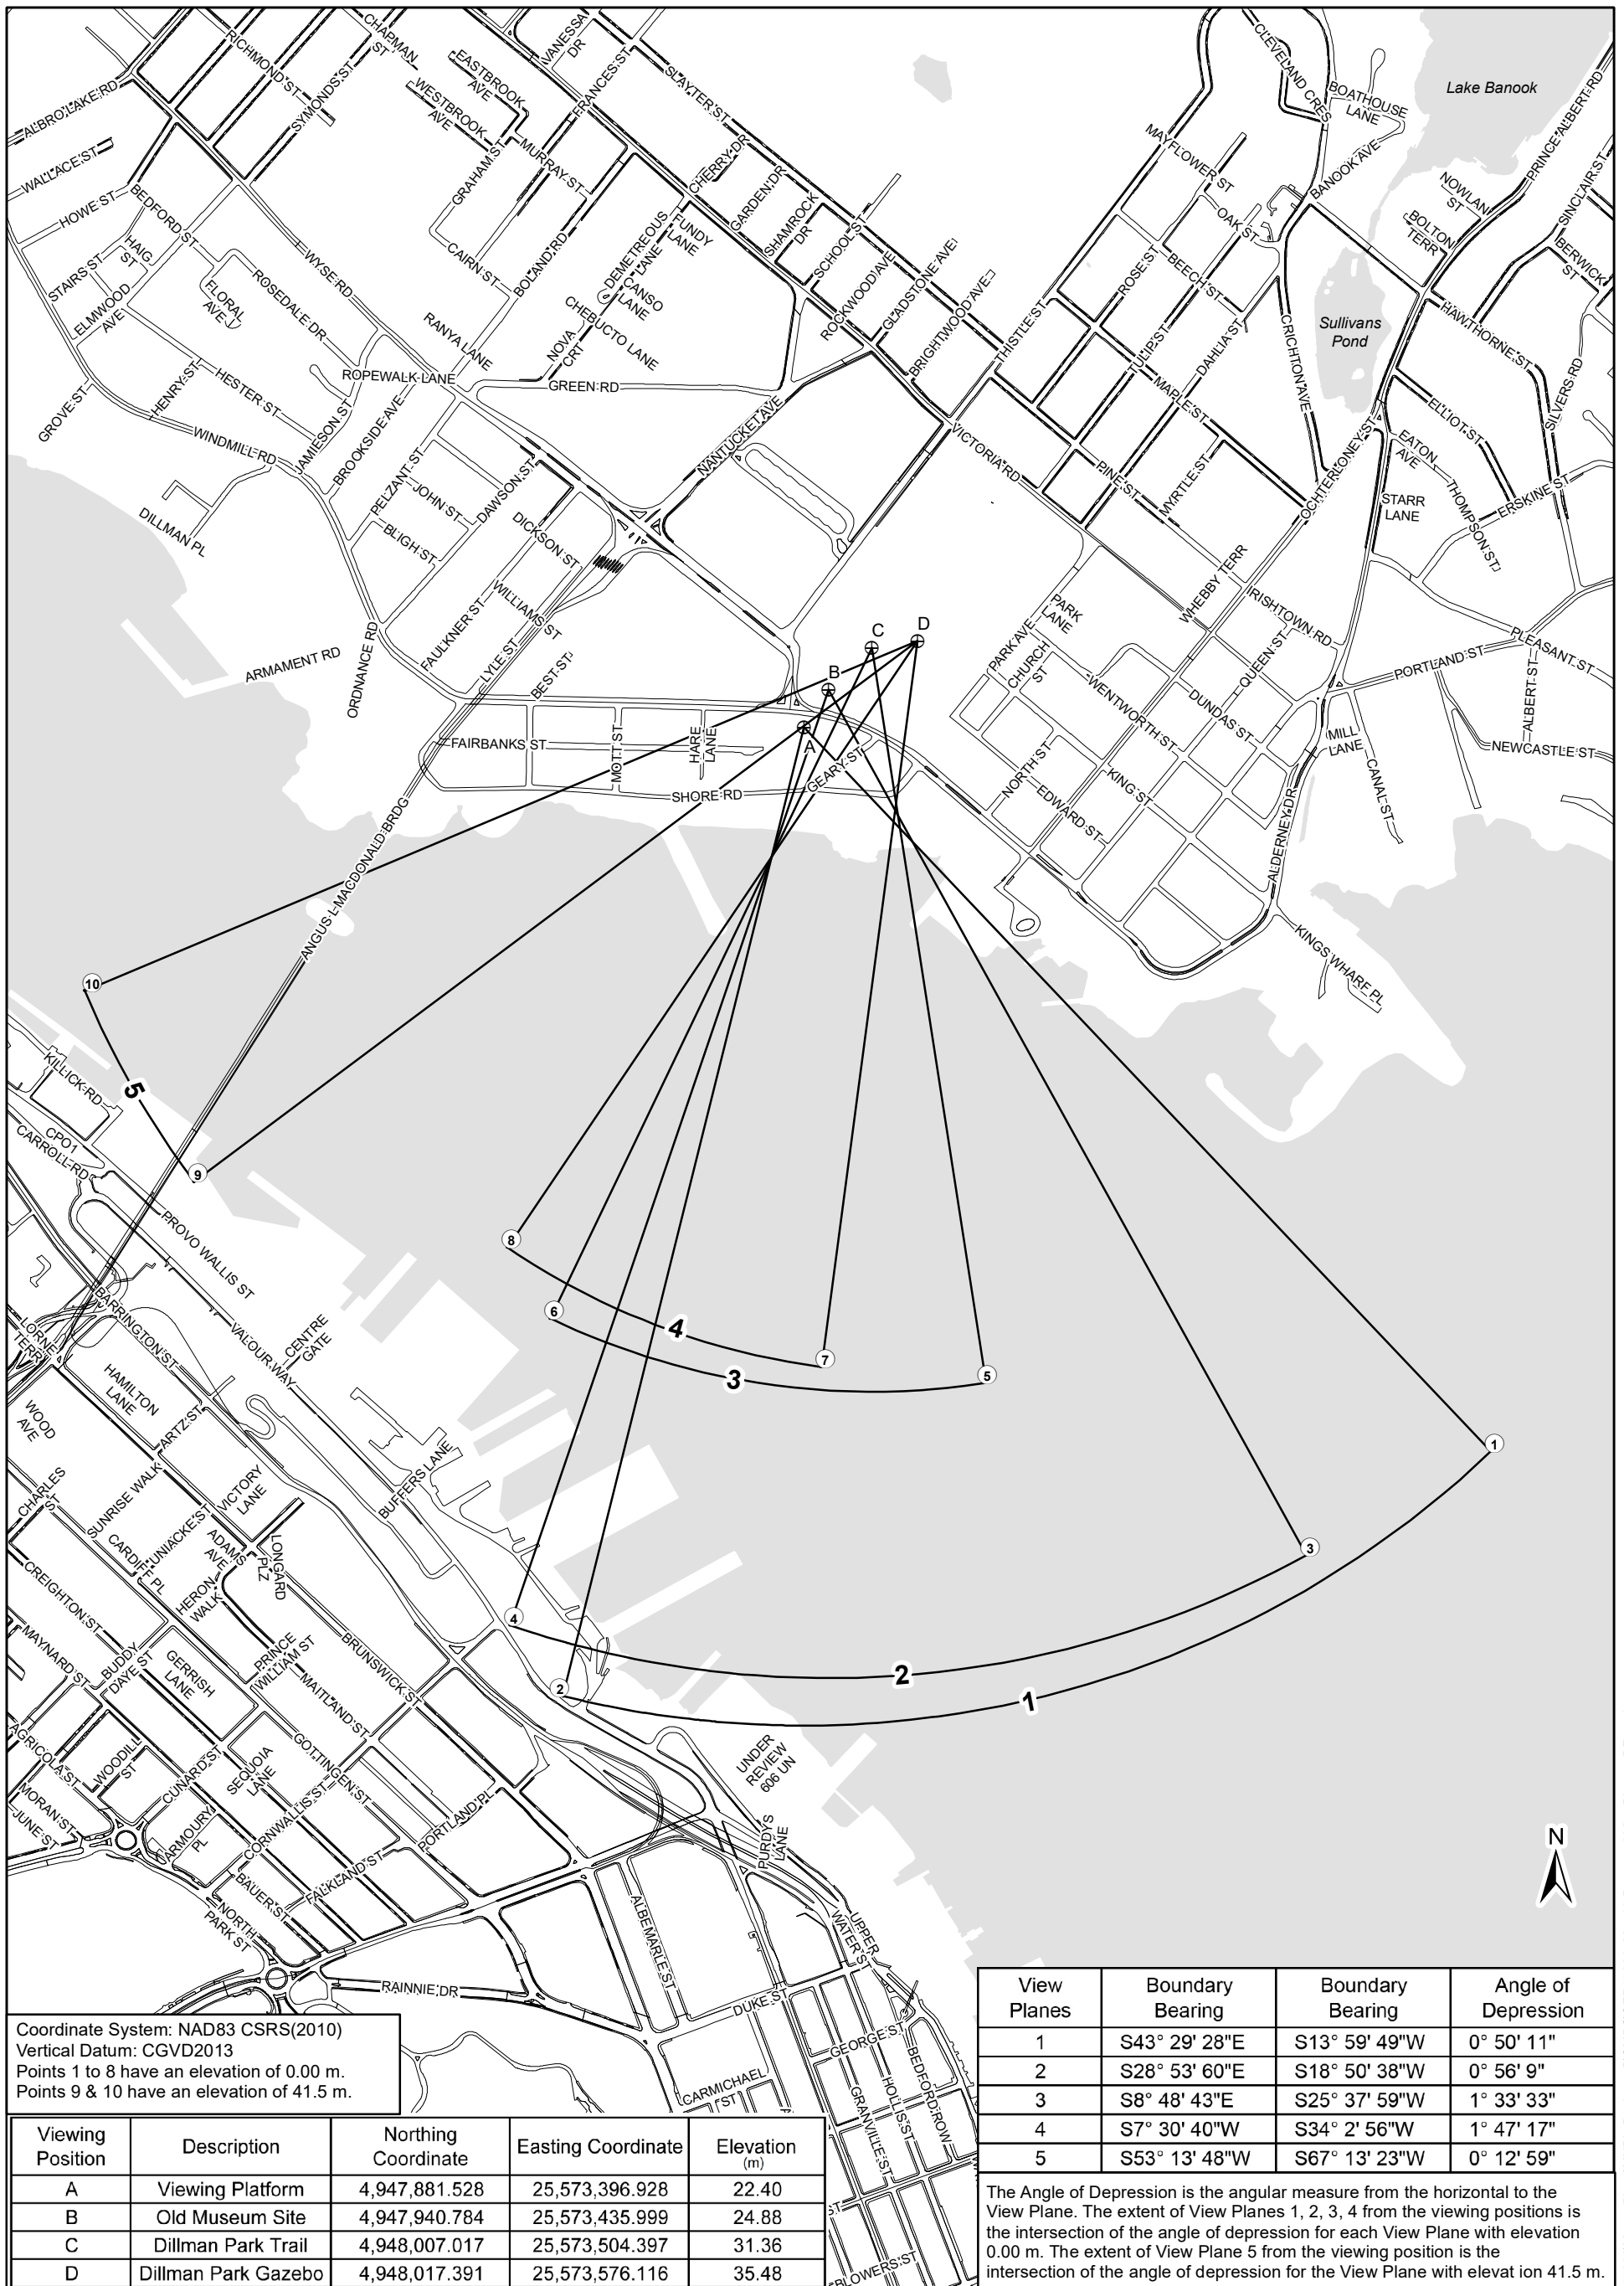 RICHMOND ST
CHAPMAN
ST
VANESSA
DR
EASTBROOK
AVE
WESTBROOK
AVE
FRANCES ST
SLAYTER ST
CLEVELAND CRES
BOATHOUSE
LANE
Lake Banook
PRINCE ALBERT RD
ALBRO LAKE RD
SYMONDS ST
WALLACE ST
HOWE ST
BEDFORD ST
GRAHAM ST
MURRAY ST
CHERRY DR
GARDEN DR
SHAMROCK
DR
SCHOOL ST
MAYFLOWER ST
OAK ST
BANOOK AVE
NOWLAN
ST
BOLTON
TERR
SINCLAIR ST
BERWICK
ST
HAIG
ST
STAIRS ST
ELMWOOD
AVE
FLORAL
AVE
ROSEDALE DR
WYSE RD
CAIRN ST
BOLAND RD
DEMETREOUS
LANE
FUNDY
LANE
CANSO
LANE
CHEBUCTO LANE
NOVA
CRT
RANYA LANE
ROCKWOOD AVE
GLADSTONE AVE
BRIGHTWOOD AVE
THISTLE ST
ROSE ST
BEECH ST
TULIP ST
DAHLIA ST
CRICHTON AVE
Sullivans
Pond
HAWTHORNE ST
SILVERS RD
GROVE ST
HENRY ST
HESTER ST
ROPEWALK LANE
GREEN RD
JAMIESON ST
BROOKSIDE AVE
WINDMILL RD
NANTUCKET AVE
MAPLE ST
VICTORIA RD
PINE ST
MYRTLE ST
OCHTERLONEY ST
ELLIOT ST
EATON
AVE
STARR
LANE
THOMPSON ST
ERSKINE ST
PELZANT ST
JOHN ST
DAWSON ST
DICKSON ST
BLIGH ST
DILLMAN PL
WILLIAMS ST
FAULKNER ST
LYLE ST
BEST ST
ARMAMENT RD
ORDNANCE RD
WHEBBY TERR
IRISHTOWN RD
PARK
LANE
PARK AVE
CHURCH
ST
WENTWORTH ST
DUNDAS ST
QUEEN ST
PORTLAND ST
PLEASANT ST
ALBERT ST
NEWCASTLE ST
MILL
LANE
CANAL ST
C
D
B
A
FAIRBANKS ST
MOTT ST
HARE
LANE
GEARY ST
SHORE RD
NORTH ST
EDWARD ST
KING ST
ALDERNEY DR
KINGS WHARF PL
ANGUS L MACDONALD BRDG
10
5
9
KILLICK RD
CPO1
CARROLL RD
PROVO WALLIS ST
BARRINGTON ST
LORNE
TERR
VALOUR WAY
CENTRE
GATE
8
6
4
7
3
5
1
3
4
2
2
1
HAMILTON
LANE
WOOD
AVE
ARTZ ST
CHARLES
ST
SUNRISE WALK
VICTORY
LANE
BUFFERS LANE
UNIACKE ST
CARDIFF PL
ADAMS
AVE
LONGARD
PLZ
HERON
WALK
CREIGHTON ST
MAYNARD ST
BUDDY
DAYE ST
GERRISH
LANE
PRINCE
WILLIAM ST
BRUNSWICK ST
MAITLAND ST
AGRICOLA ST
WOODILL
ST
CUNARD ST
SEQUOIA
LANE
GOTTINGEN ST
MORAN ST
JUNE ST
ARMOURY
PL
CORNWALLIS ST
PORTLAND PL
UNDER
REVIEW
606 UN
PURDYS
LANE
BAUER ST
FALKLAND ST
NORTH
PARK ST
ALBEMARLE ST
UPPER
WATER ST
RAINNIE DR
DUKE ST
GEORGE ST
BEDFORD ROW
HOLLIS ST
GRANVILLE ST
CARMICHAEL
ST
ST
BLOWERS ST
N
Coordinate System: NAD83 CSRS(2010)
Vertical Datum: CGVD2013
Points 1 to 8 have an elevation of 0.00 m.
Points 9 & 10 have an elevation of 41.5 m.
Viewing Position Description Northing Coordinate Easting Coordinate Elevation (m)
A Viewing Platform 4,947,881.528 25,573,396.928 22.40
B Old Museum Site 4,947,940.784 25,573,435.999 24.88
C Dillman Park Trail 4,948,007.017 25,573,504.397 31.36
D Dillman Park Gazebo 4,948,017.391 25,573,576.116 35.48
View Planes Boundary Bearing Boundary Bearing Angle of Depression
1 S43° 29' 28"E S13° 59' 49"W 0° 50' 11"
2 S28° 53' 60"E S18° 50' 38"W 0° 56' 9"
3 S8° 48' 43"E S25° 37' 59"W 1° 33' 33"
4 S7° 30' 40"W S34° 2' 56"W 1° 47' 17"
5 S53° 13' 48"W S67° 13' 23"W 0° 12' 59"
The Angle of Depression is the angular measure from the horizontal to the
View Plane. The extent of View Planes 1, 2, 3, 4 from the viewing positions is
the intersection of the angle of depression for each View Plane with elevation
0.00 m. The extent of View Plane 5 from the viewing position is the
intersection of the angle of depression for the View Plane with elevat ion 41.5 m.